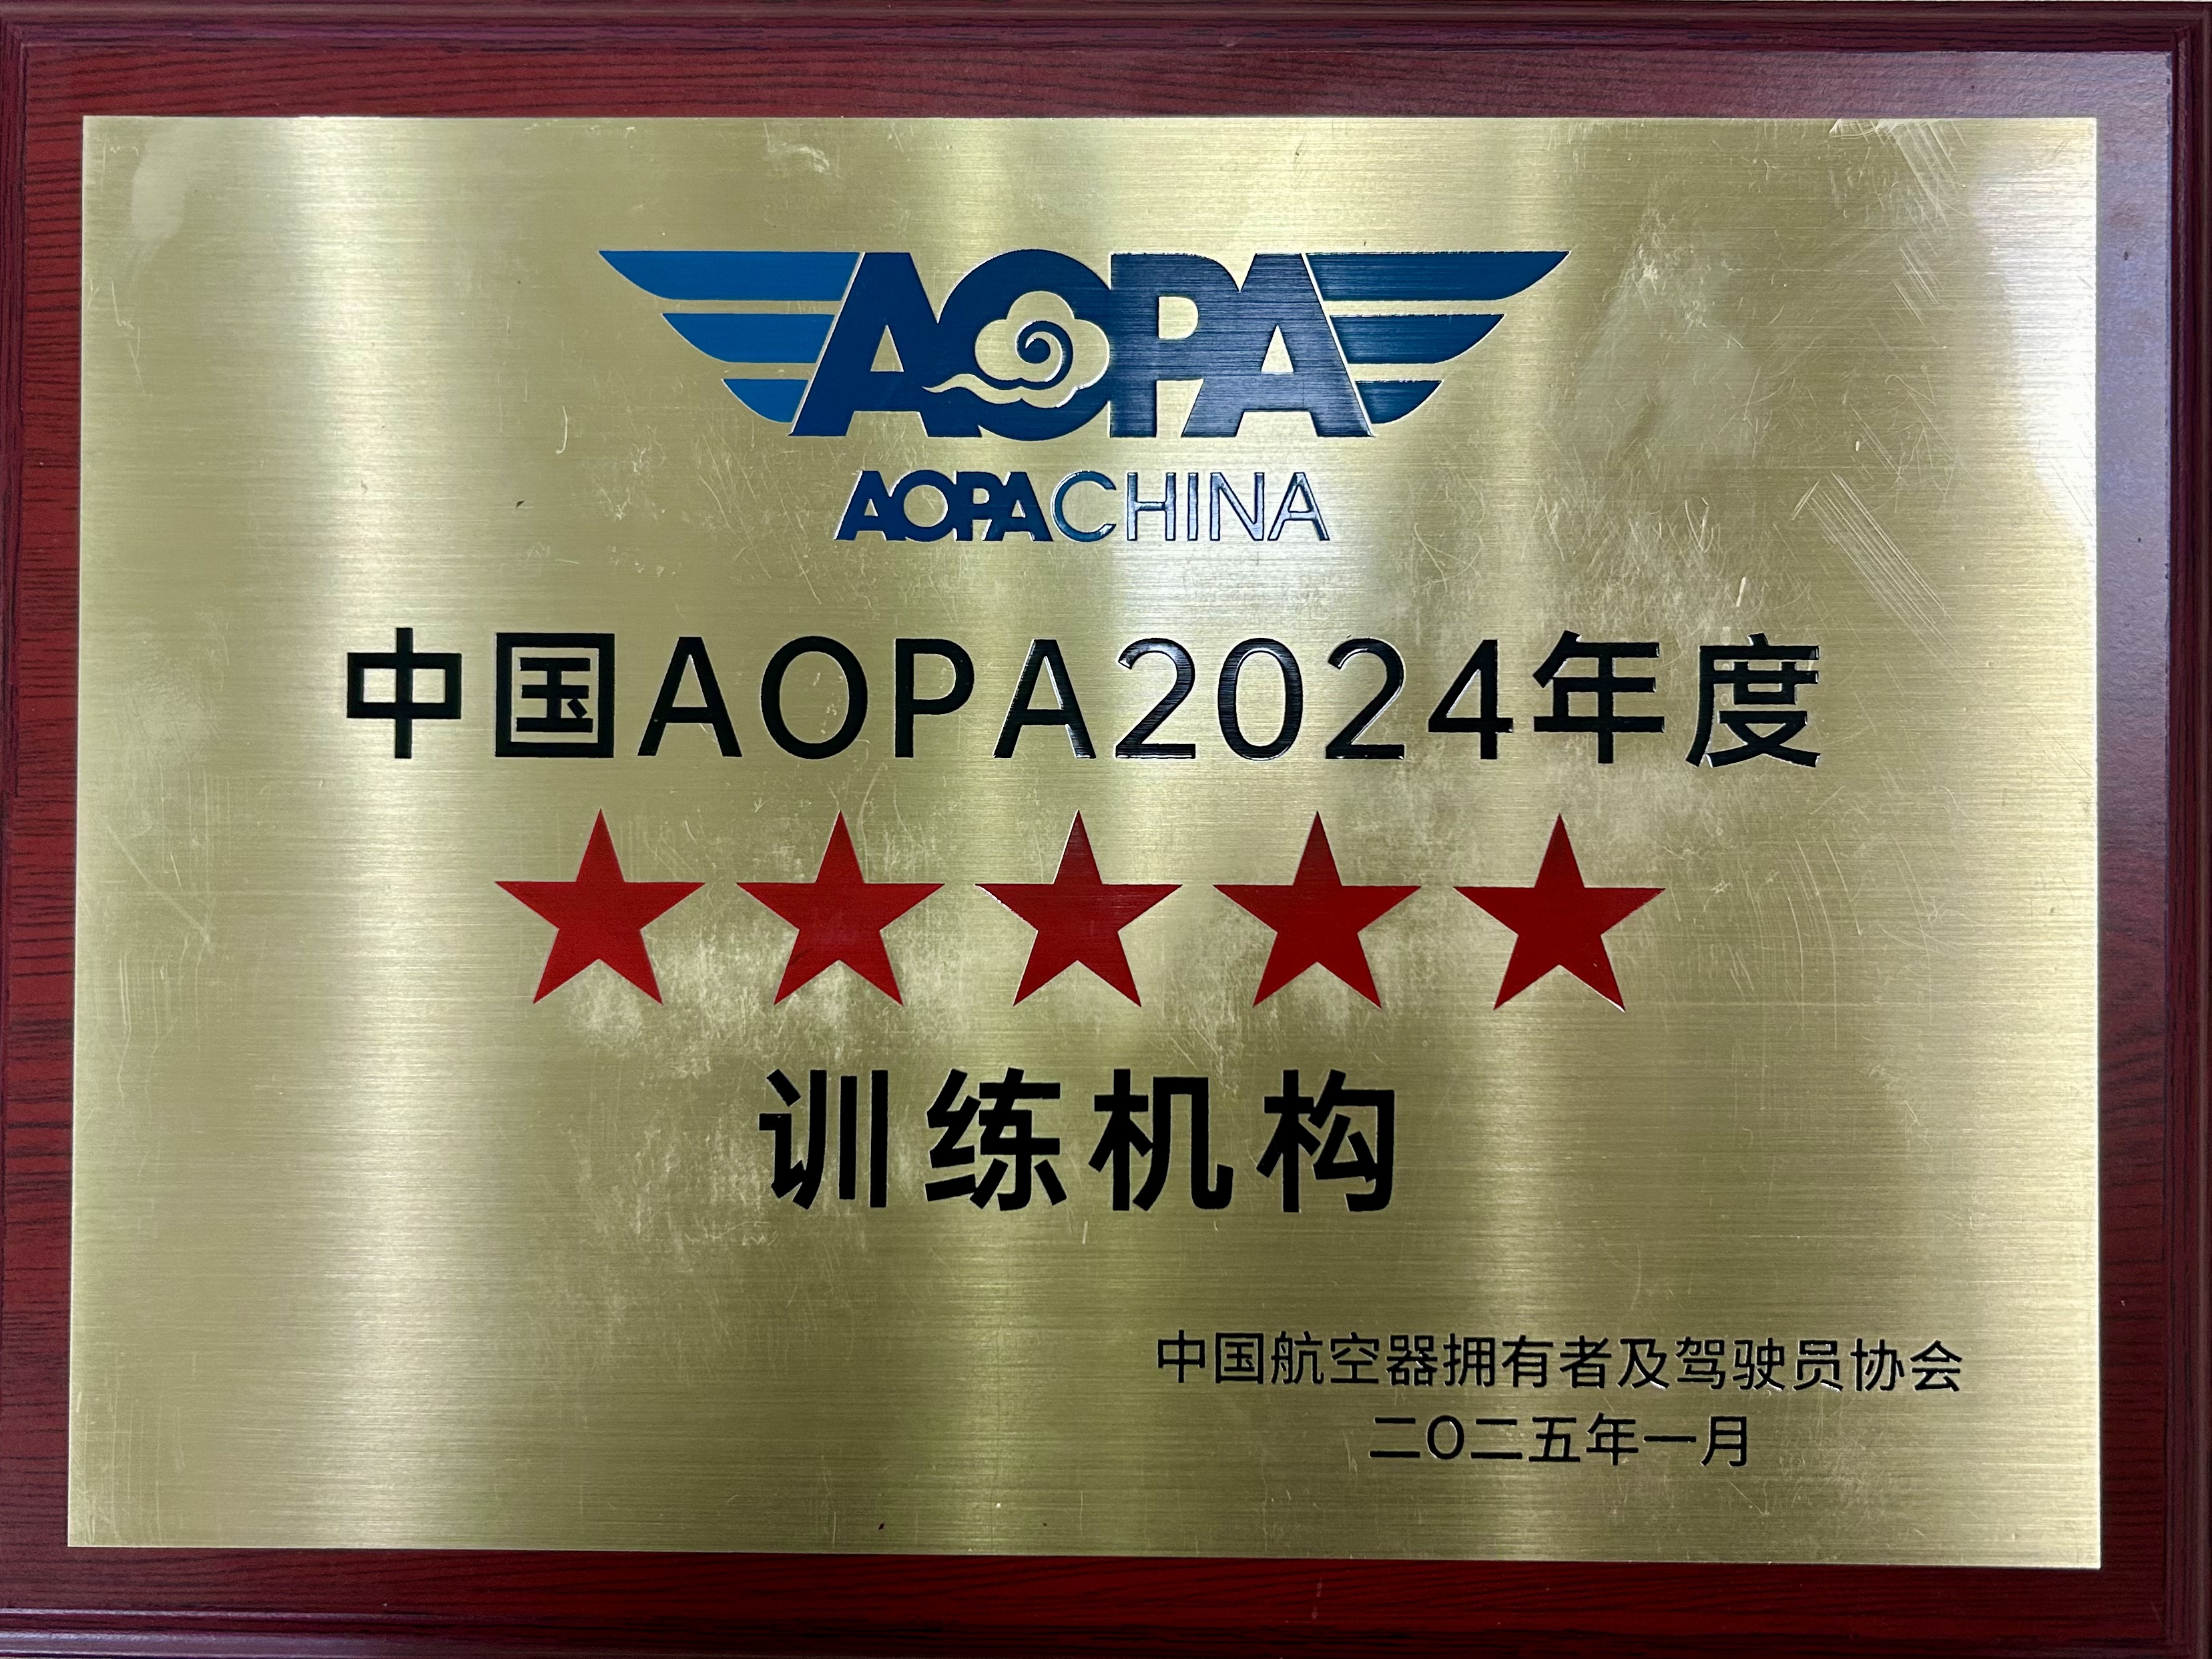 AOPA
AOPACHINA
中国AOPA2024年度
★★★★★
训练机构
中国航空器拥有者及驾驶员协会
二〇二五年一月